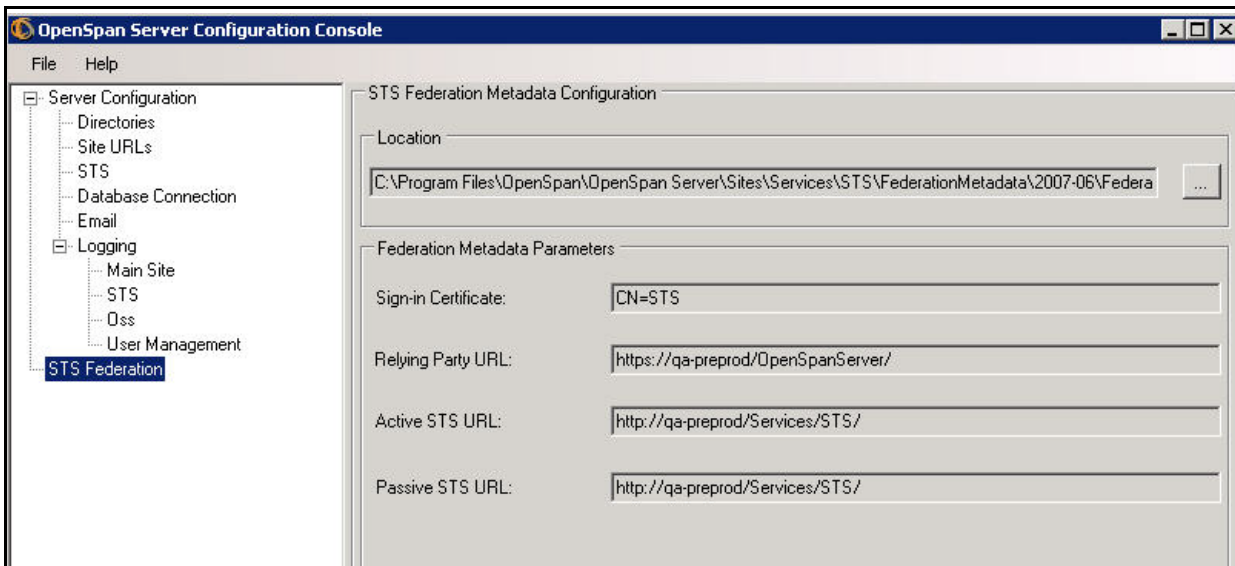 OpenSpan Server Configuration Console
File Help
Server Configuration
Directories
Site URLs
STS
Database Connection
Email
Logging
Main Site
STS
Oss
User Management
STS Federation
STS Federation Metadata Configuration
Location
C:\Program Files\OpenSpan\OpenSpan Server\Sites\Services\STS\FederationMetadata\2007-06\Federa
...
Federation Metadata Parameters
Sign-in Certificate: CN=STS
Relying Party URL: https://qa-preprod/OpenSpanServer/
Active STS URL: http://qa-preprod/Services/STS/
Passive STS URL: http://qa-preprod/Services/STS/